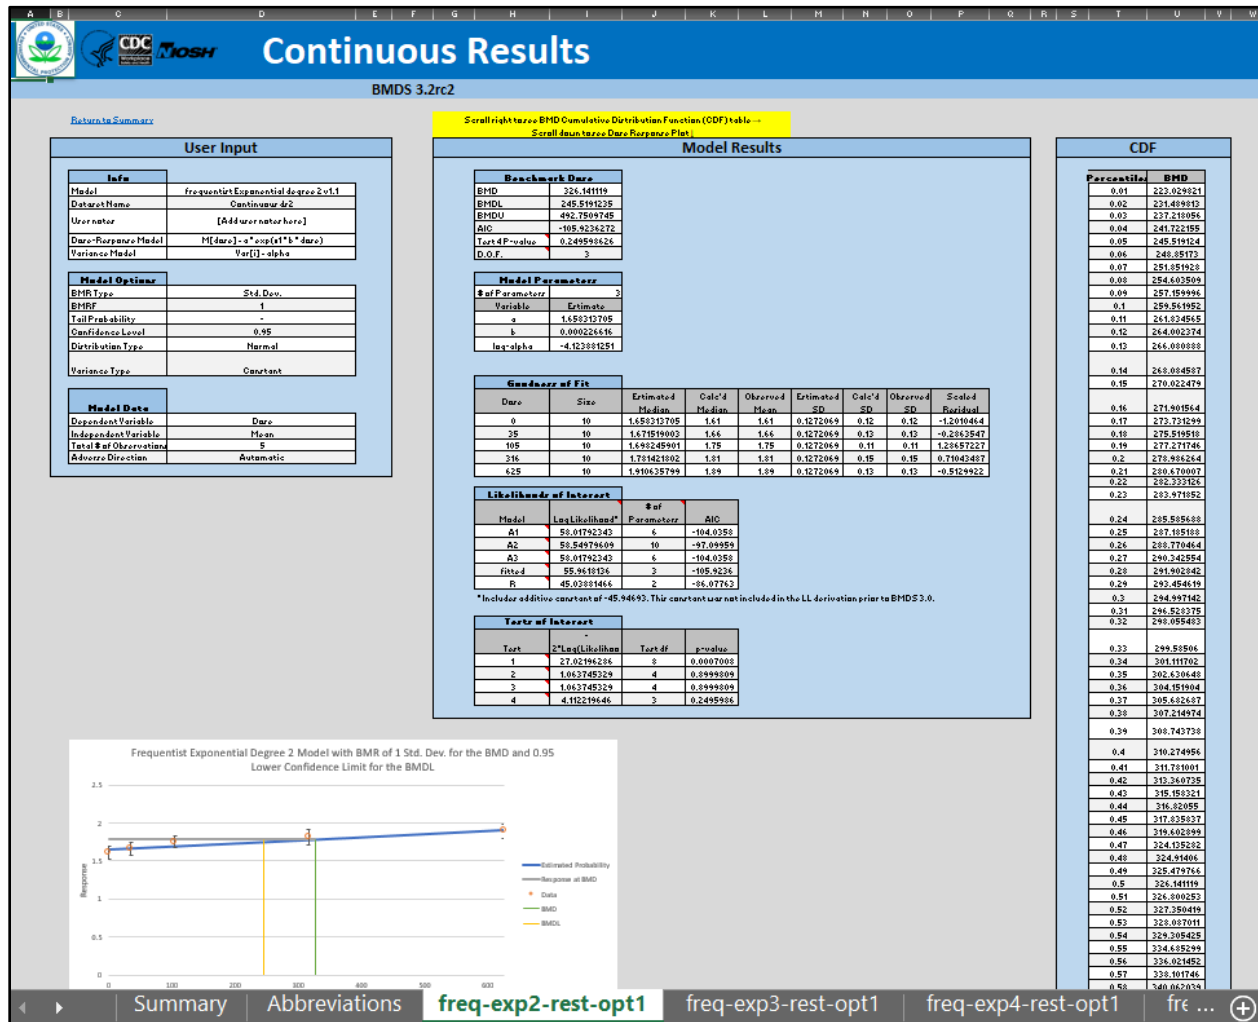 A B C D E F G H I J K L M N O P Q R S T U V W
CDC
Workplace
NIOSH
Continuous Results
BMDS 3.2rc2
Return to Summary
Scroll right to see BMD Cumulative Distribution Function (CDF) table →
Scroll down to see Dose Response Plot ↓
User Input
Info
Model frequentist Exponential degree 2 v1.1
Dataset Name Continuous dr2
User notes [Add user notes here]
Dose-Response Model M[dose] = a * exp(±1 * b * dose)
Variance Model Var[i] = alpha
Model Options
BMR Type Std. Dev.
BMRF 1
Tail Probability -
Confidence Level 0.95
Distribution Type Normal
Variance Type Constant
Model Data
Dependent Variable Dose
Independent Variable Mean
Total # of Observations 5
Adverse Direction Automatic
Model Results
Benchmark Dose
BMD 326.141119
BMDL 245.5191235
BMDU 492.7509745
AIC -105.9236272
Test 4 P-value 0.249598626
D.O.F. 3
Model Parameters
# of Parameters 3
Variable Estimate
a 1.658313705
b 0.000226616
log-alpha -4.123881251
Goodness of Fit
Dose Size Estimated Median Calc'd Median Observed Mean Estimated SD Calc'd SD Observed SD Scaled Residual
0 10 1.658313705 1.61 1.61 0.1272069 0.12 0.12 -1.2010464
35 10 1.671519003 1.66 1.66 0.1272069 0.13 0.13 -0.2863547
105 10 1.698245901 1.75 1.75 0.1272069 0.11 0.11 1.28657227
316 10 1.781421802 1.81 1.81 0.1272069 0.15 0.15 0.71043487
625 10 1.910635799 1.89 1.89 0.1272069 0.13 0.13 -0.5129922
Likelihoods of Interest
Model Log Likelihood* # of Parameters AIC
A1 58.01792343 6 -104.0358
A2 58.54979609 10 -97.09959
A3 58.01792343 6 -104.0358
fitted 55.9618136 3 -105.9236
R 45.03881466 2 -86.07763
* Includes additive constant of -45.94693. This constant was not included in the LL derivation prior to BMDS 3.0.
Tests of Interest
Test -2*Log(Likelihoo Test df p-value
1 27.02196286 8 0.0007008
2 1.063745329 4 0.8999809
3 1.063745329 4 0.8999809
4 4.112219646 3 0.2495986
CDF
Percentiles BMD
0.01 223.029821
0.02 231.489813
0.03 237.218056
0.04 241.722155
0.05 245.519124
0.06 248.85173
0.07 251.851928
0.08 254.603509
0.09 257.159996
0.1 259.561952
0.11 261.834565
0.12 264.002374
0.13 266.080888
0.14 268.084587
0.15 270.022479
0.16 271.901564
0.17 273.731299
0.18 275.519518
0.19 277.271746
0.2 278.986264
0.21 280.670007
0.22 282.333126
0.23 283.971852
0.24 285.585688
0.25 287.185188
0.26 288.770464
0.27 290.342554
0.28 291.902842
0.29 293.454619
0.3 294.997142
0.31 296.528375
0.32 298.055483
0.33 299.58506
0.34 301.111702
0.35 302.630648
0.36 304.151904
0.37 305.682687
0.38 307.214974
0.39 308.743738
0.4 310.274956
0.41 311.781001
0.42 313.360735
0.43 315.158321
0.44 316.82055
0.45 317.835837
0.46 319.602899
0.47 324.135282
0.48 324.91406
0.49 325.479766
0.5 326.141119
0.51 326.800253
0.52 327.350419
0.53 328.087011
0.54 329.305425
0.55 334.685299
0.56 336.021452
0.57 338.101746
0.58 340.062039
Frequentist Exponential Degree 2 Model with BMR of 1 Std. Dev. for the BMD and 0.95
Lower Confidence Limit for the BMDL
2.5
2
1.5
1
0.5
0
Response
0 100 200 300 400 500 600
Estimated Probability
Response at BMD
Data
BMD
BMDL
Summary Abbreviations freq-exp2-rest-opt1 freq-exp3-rest-opt1 freq-exp4-rest-opt1 fre ...